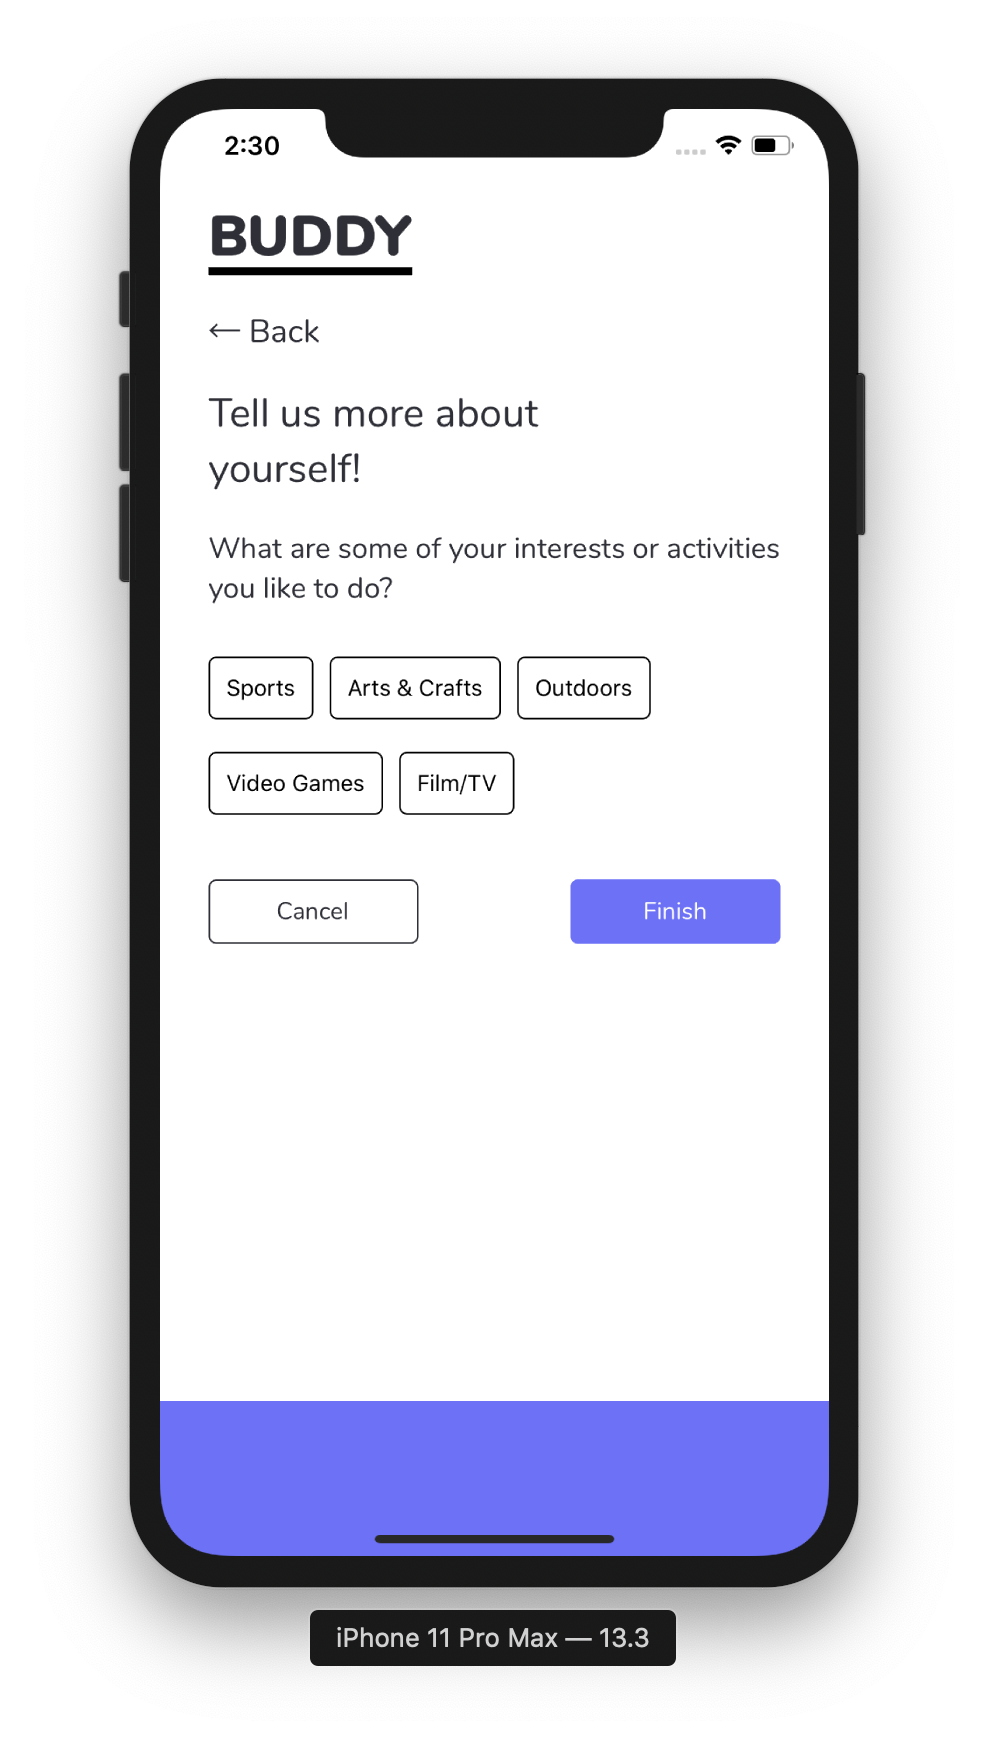 2:30
BUDDY
← Back
Tell us more about
yourself!
What are some of your interests or activities
you like to do?
Sports Arts & Crafts Outdoors
Video Games Film/TV
Cancel Finish
iPhone 11 Pro Max — 13.3